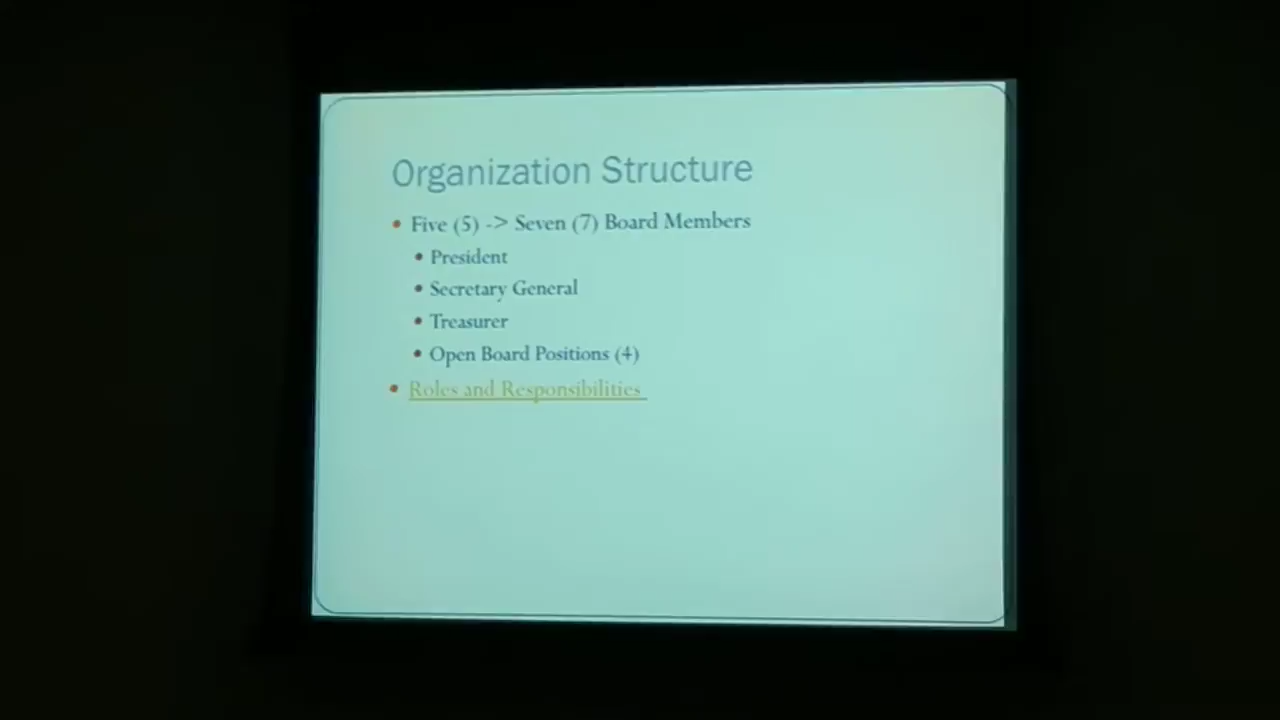 Organization Structure
• Five (5) -> Seven (7) Board Members
• President
• Secretary General
• Treasurer
• Open Board Positions (4)
• Roles and Responsibilities